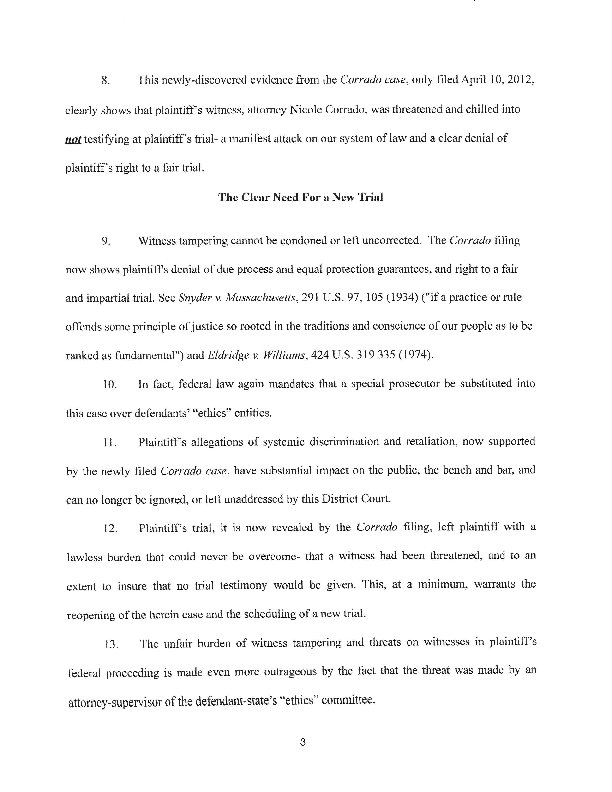 8. This newly-discovered evidence from the Corrado case, only filed April 10, 2012,
clearly shows that plaintiff's witness, attorney Nicole Corrado, was threatened and chilled into
not testifying at plaintiff's trial- a manifest attack on our system of law and a clear denial of
plaintiff's right to a fair trial.
The Clear Need For a New Trial
9. Witness tampering cannot be condoned or left uncorrected. The Corrado filing
now shows plaintiff's denial of due process and equal protection guarantees, and right to a fair
and impartial trial. See Snyder v. Massachusetts, 291 U.S. 97, 105 (1934) ("if a practice or rule
offends some principle of justice so rooted in the traditions and conscience of our people as to be
ranked as fundamental") and Eldridge v. Williams, 424 U.S. 319 335 (1974).
10. In fact, federal law again mandates that a special prosecutor be substituted into
this case over defendants' “ethics” entities.
11. Plaintiff's allegations of systemic discrimination and retaliation, now supported
by the newly filed Corrado case, have substantial impact on the public, the bench and bar, and
can no longer be ignored, or left unaddressed by this District Court.
12. Plaintiff's trial, it is now revealed by the Corrado filing, left plaintiff with a
lawless burden that could never be overcome- that a witness had been threatened, and to an
extent to insure that no trial testimony would be given. This, at a minimum, warrants the
reopening of the herein case and the scheduling of a new trial.
13. The unfair burden of witness tampering and threats on witnesses in plaintiff's
federal proceeding is made even more outrageous by the fact that the threat was made by an
attorney-supervisor of the defendant-state's “ethics” committee.
3